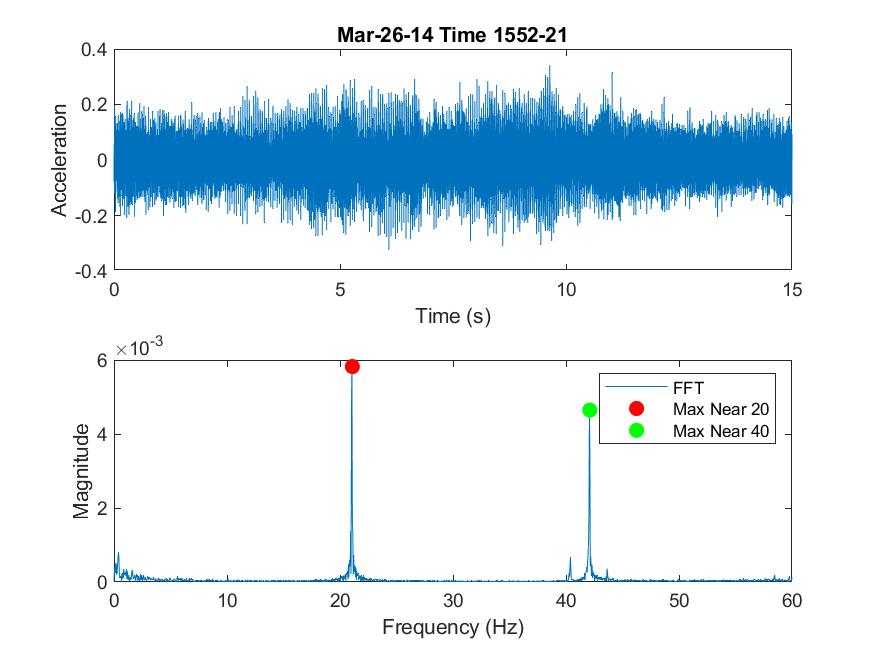 Mar-26-14 Time 1552-21
0.4
0.2
0
-0.2
-0.4
Acceleration
0 5 10 15
Time (s)
×10-3
6
4
2
0
Magnitude
FFT
Max Near 20
Max Near 40
0 10 20 30 40 50 60
Frequency (Hz)